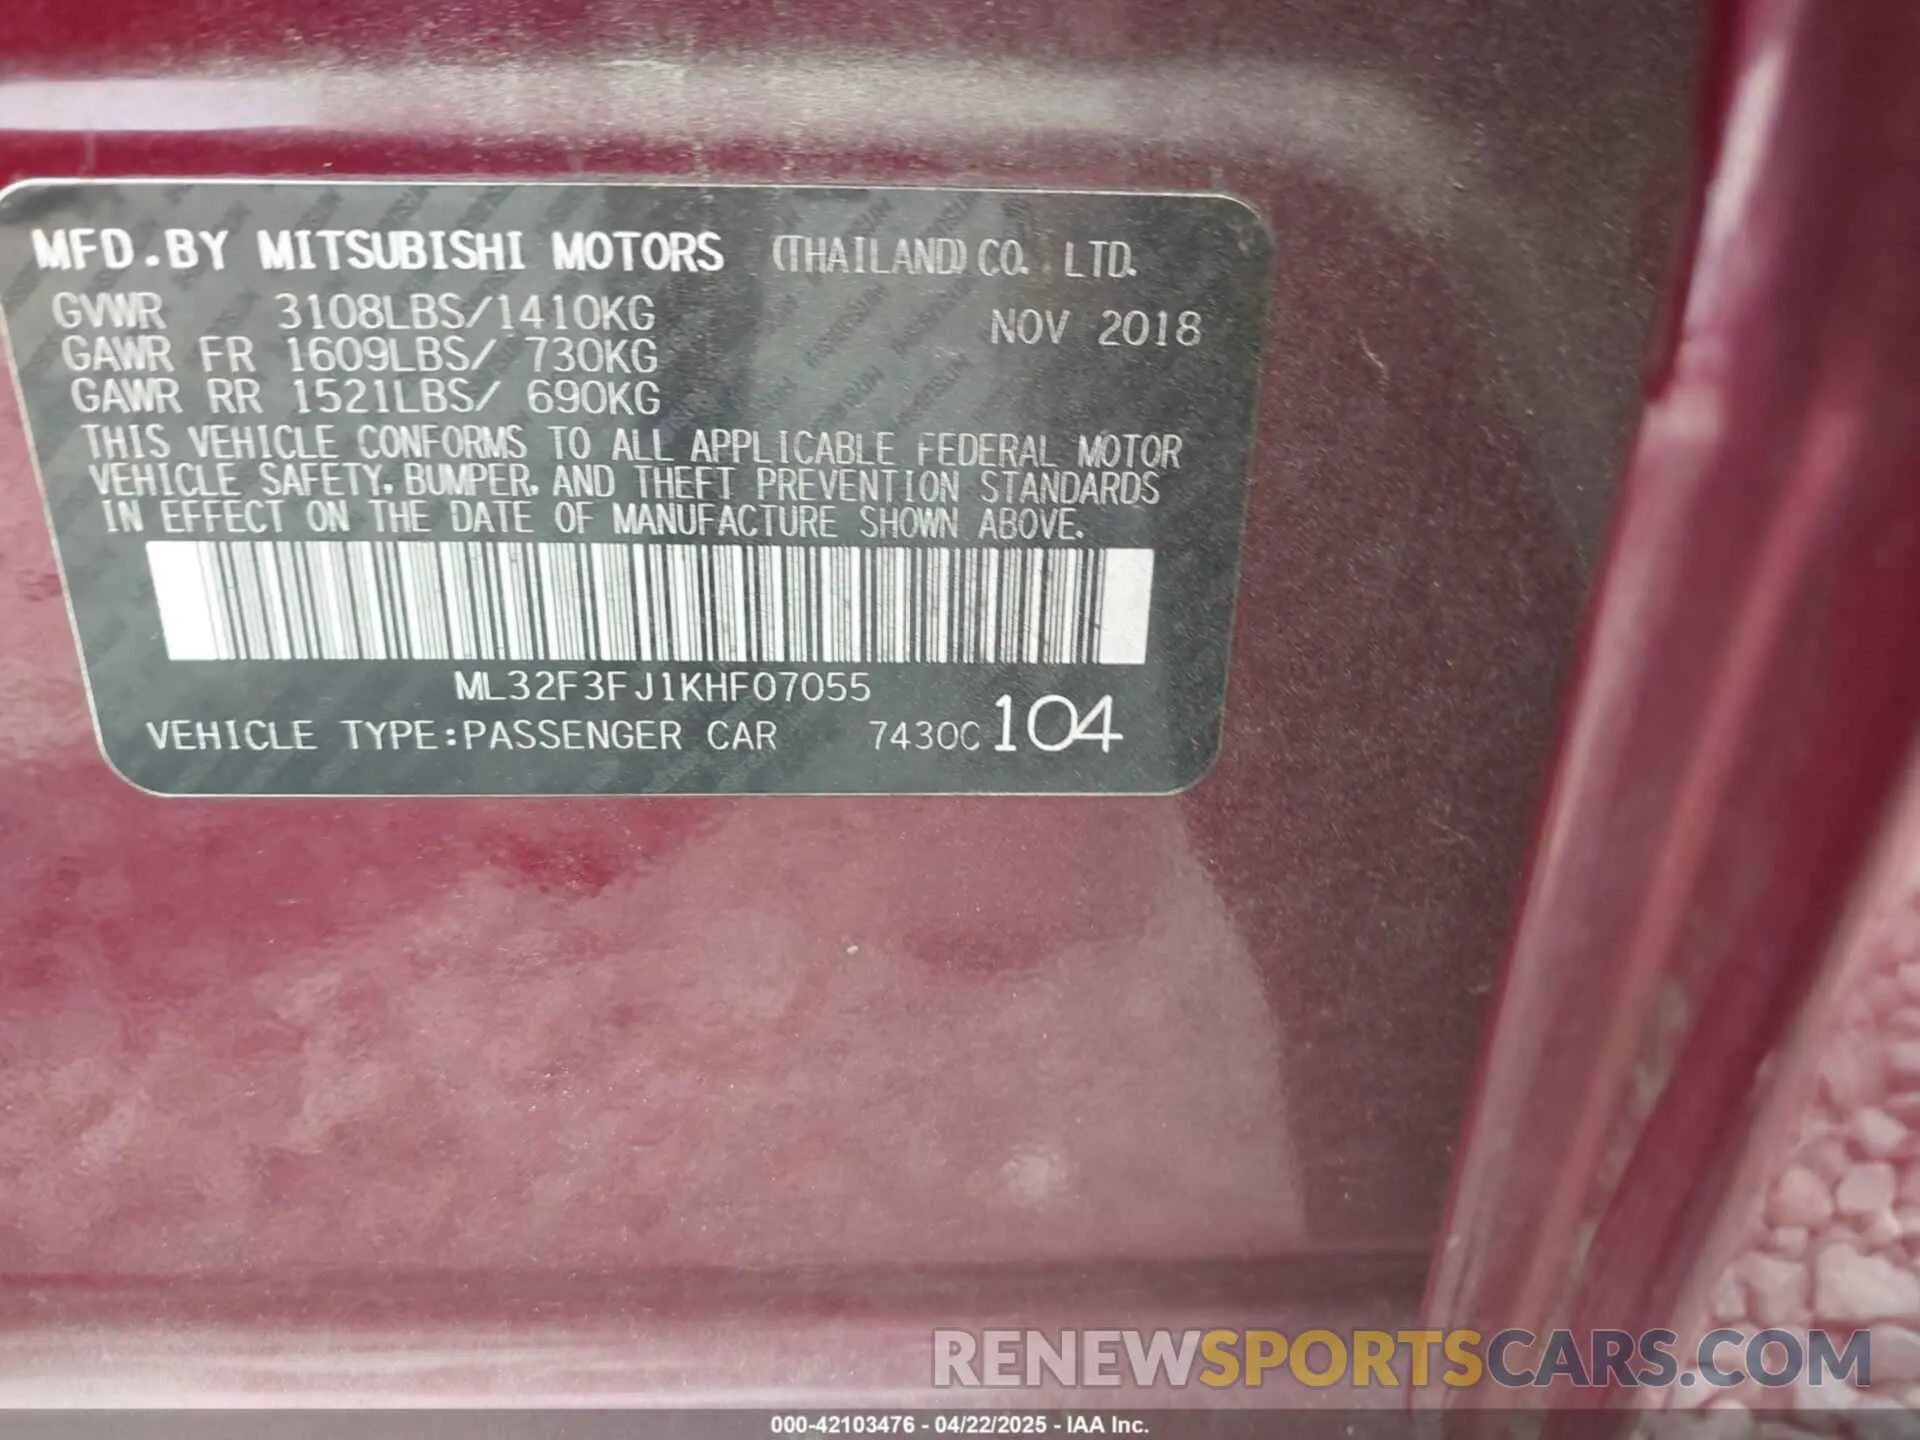 MFD.BY MITSUBISHI MOTORS (THAILAND) CO. LTD.
GVWR 3108LBS/1410KG NOV 2018
GAWR FR 1609LBS/ 730KG
GAWR RR 1521LBS/ 690KG
THIS VEHICLE CONFORMS TO ALL APPLICABLE FEDERAL MOTOR
VEHICLE SAFETY, BUMPER, AND THEFT PREVENTION STANDARDS
IN EFFECT ON THE DATE OF MANUFACTURE SHOWN ABOVE.
ML32F3FJ1KHF07055
VEHICLE TYPE:PASSENGER CAR 7430C104
RENEWSPORTSCARS.COM
000-42103476 - 04/22/2025 - IAA Inc.